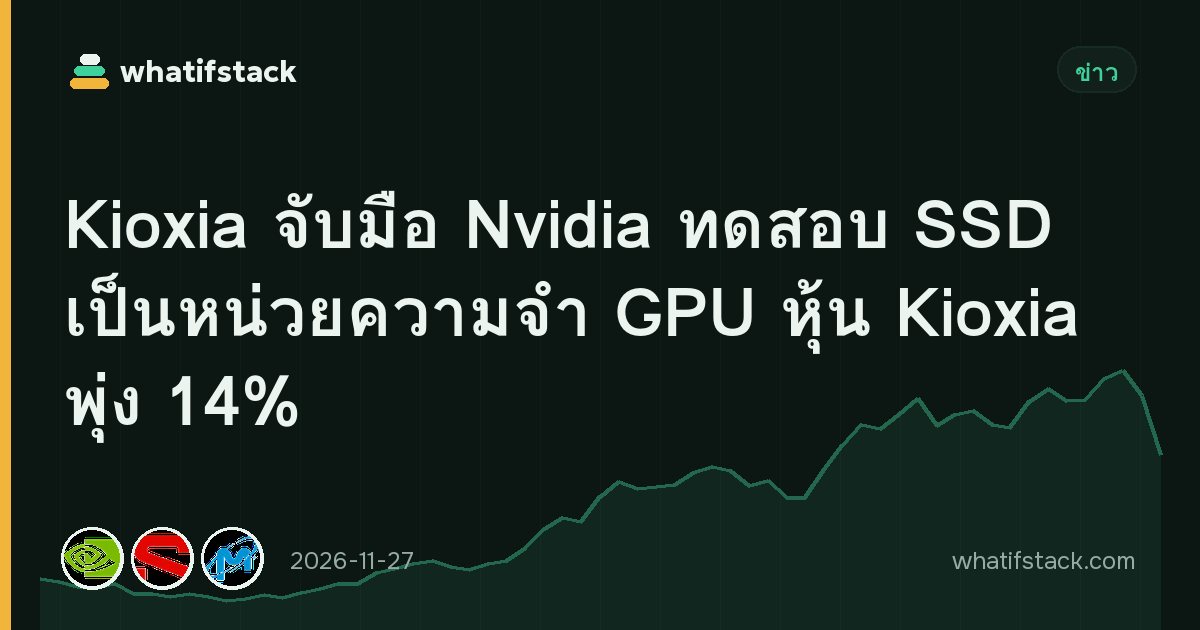 whatifstack
ข่าว
Kioxia จับมือ Nvidia ทดสอบ SSD
เป็นหน่วยความจำ GPU หุ้น Kioxia
พุ่ง 14%
2026-11-27
whatifstack.com